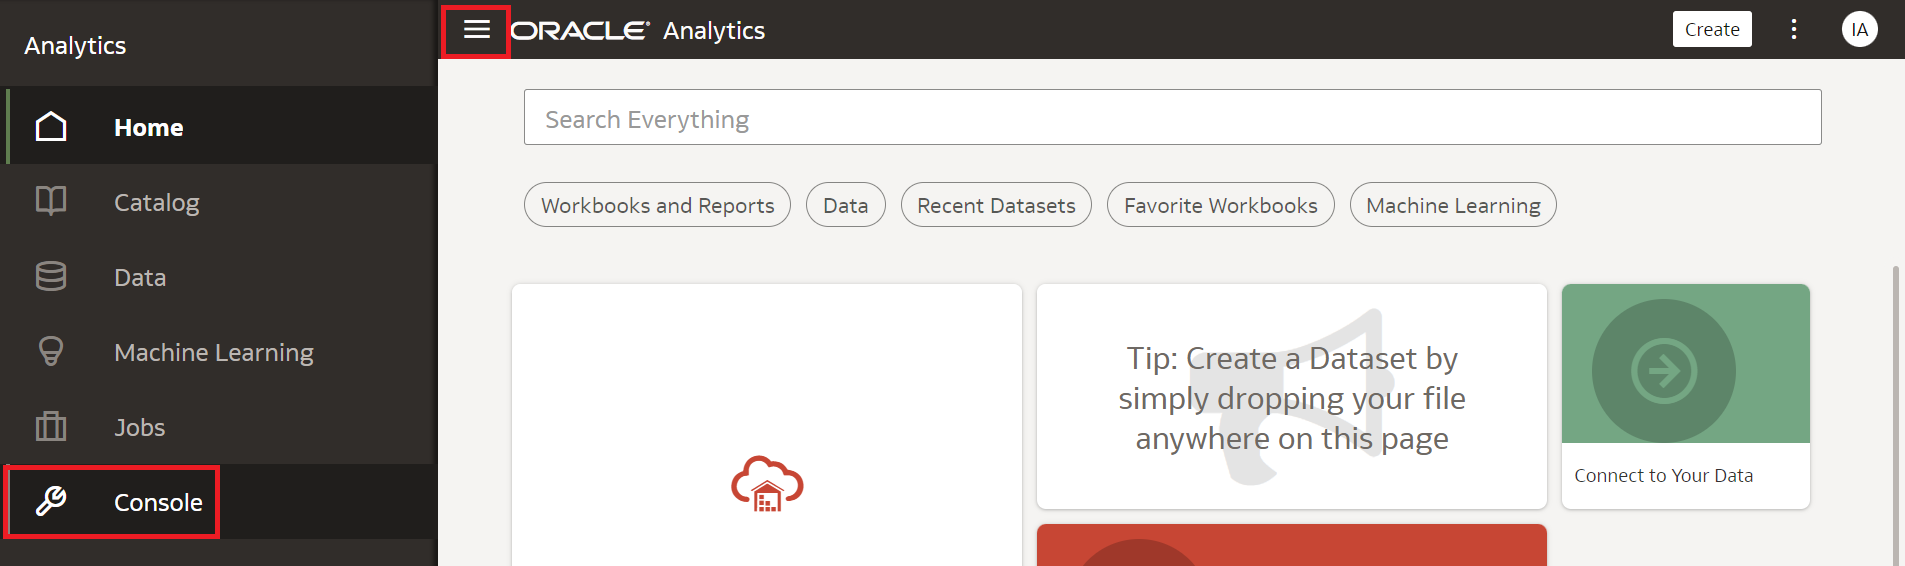 Analytics
Home
Catalog
Data
Machine Learning
Jobs
Console
ORACLE® Analytics
Create
IA
Search Everything
Workbooks and Reports
Data
Recent Datasets
Favorite Workbooks
Machine Learning
Tip: Create a Dataset by
simply dropping your file
anywhere on this page
Connect to Your Data